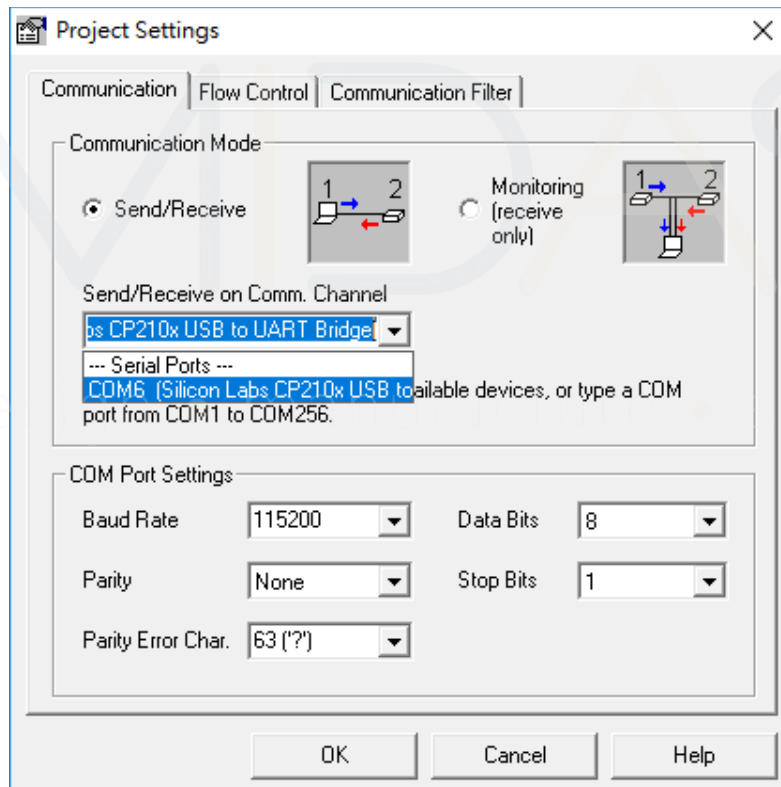 Project Settings
Communication Flow Control Communication Filter
Communication Mode
Send/Receive
1 2
Monitoring
(receive
only)
1 2
Send/Receive on Comm. Channel
bs CP210x USB to UART Bridge
--- Serial Ports ---
COM6 (Silicon Labs CP210x USB to
ailable devices, or type a COM
port from COM1 to COM256.
COM Port Settings
Baud Rate 115200 Data Bits 8
Parity None Stop Bits 1
Parity Error Char. 63 ('?')
OK Cancel Help